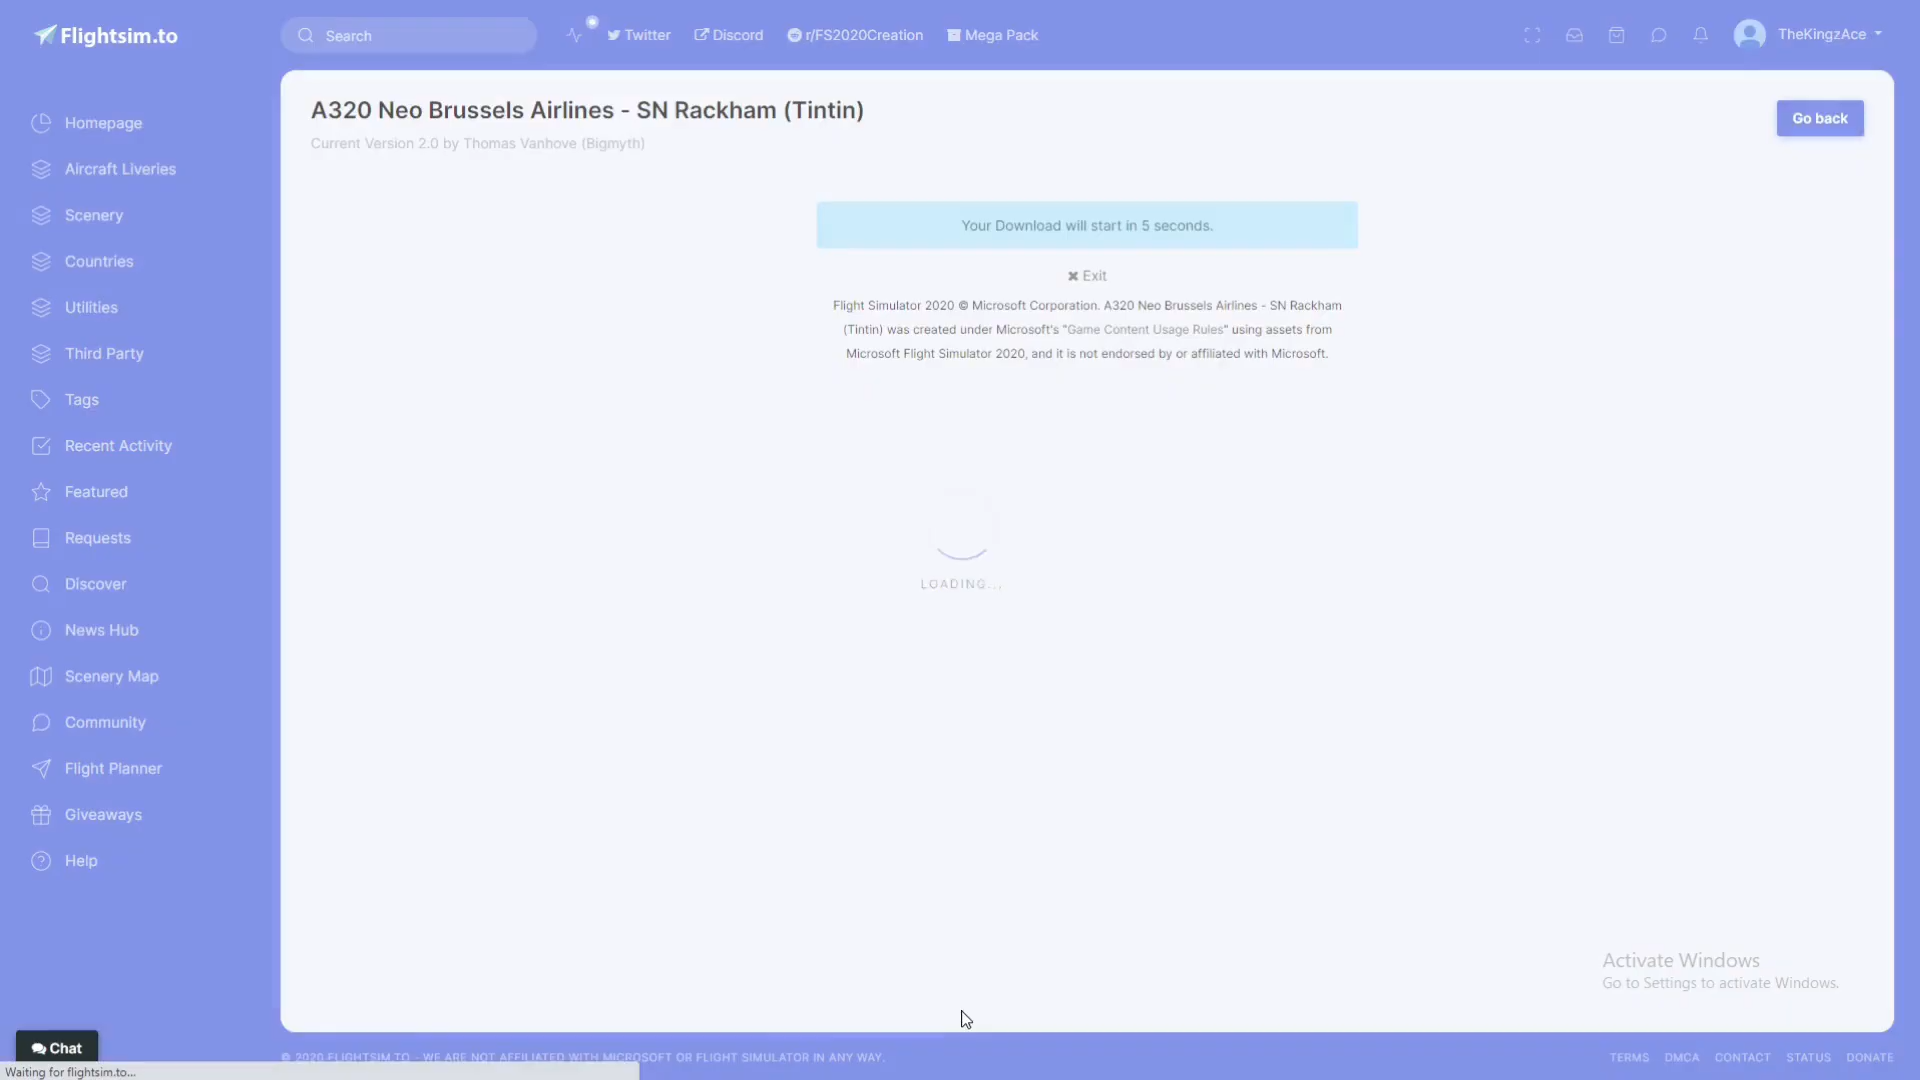 Flightsim.to
Search
Twitter
Discord
r/FS2020Creation
Mega Pack
TheKingzAce
Homepage
Aircraft Liveries
Scenery
Countries
Utilities
Third Party
Tags
Recent Activity
Featured
Requests
Discover
News Hub
Scenery Map
Community
Flight Planner
Giveaways
Help
A320 Neo Brussels Airlines - SN Rackham (Tintin)
Current Version 2.0 by Thomas Vanhove (Bigmyth)
Go back
Your Download will start in 5 seconds.
✖ Exit
Flight Simulator 2020 © Microsoft Corporation. A320 Neo Brussels Airlines - SN Rackham
(Tintin) was created under Microsoft's "Game Content Usage Rules" using assets from
Microsoft Flight Simulator 2020, and it is not endorsed by or affiliated with Microsoft.
LOADING...
Activate Windows
Go to Settings to activate Windows.
Chat
© 2020 FLIGHTSIM.TO - WE ARE NOT AFFILIATED WITH MICROSOFT OR FLIGHT SIMULATOR IN ANY WAY.
TERMS
DMCA
CONTACT
STATUS
DONATE
Waiting for flightsim.to...